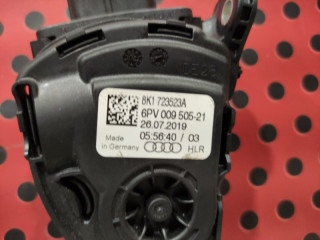 8K1 723523A
6PV 009 505-21
26.07.2019
05:56:40 / 03
Made
in Germany
HLR